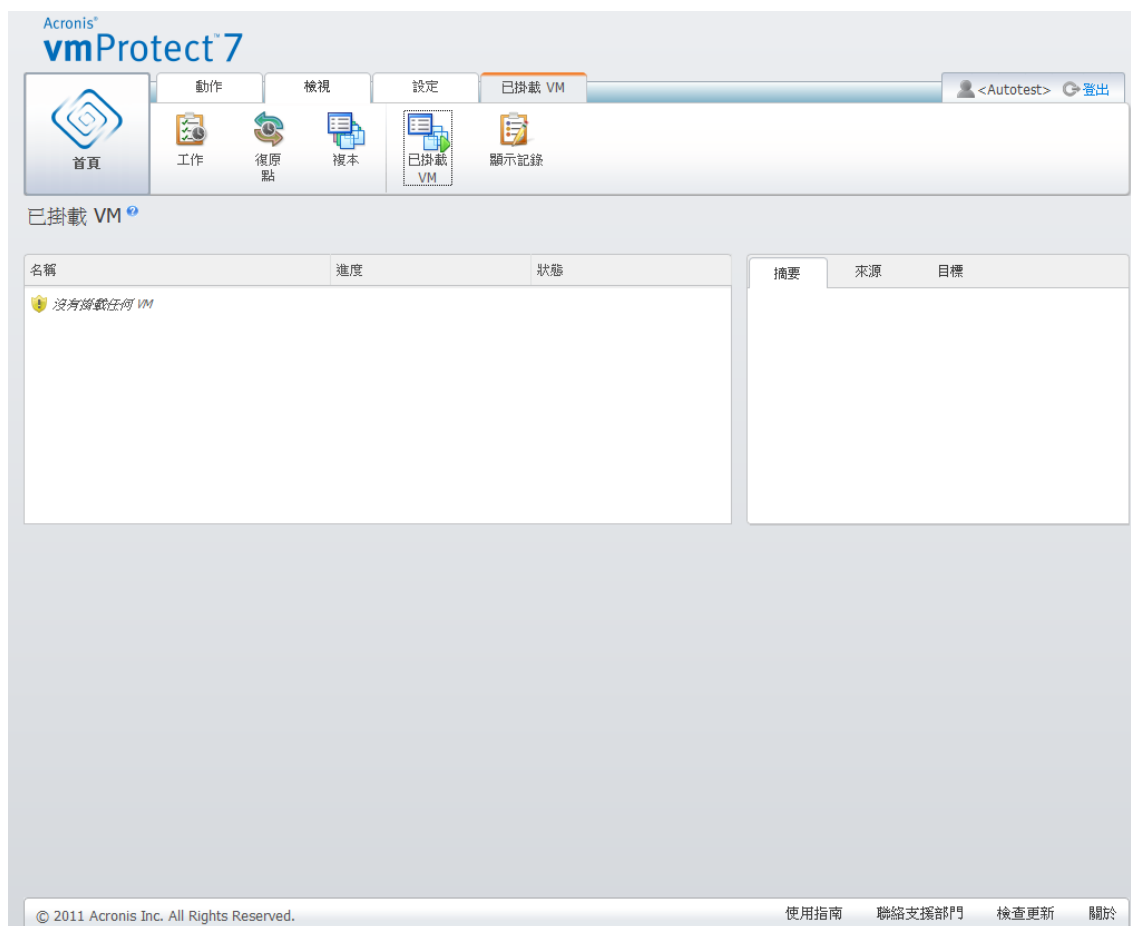 Acronis®
vmProtect™ 7
動作 檢視 設定 已掛載 VM
<Autotest> 登出
首頁
工作
復原
點
複本
已掛載
VM
顯示記錄
已掛載 VM
名稱 進度 狀態
沒有掛載任何 VM
摘要 來源 目標
© 2011 Acronis Inc. All Rights Reserved.
使用指南 聯絡支援部門 檢查更新 關於